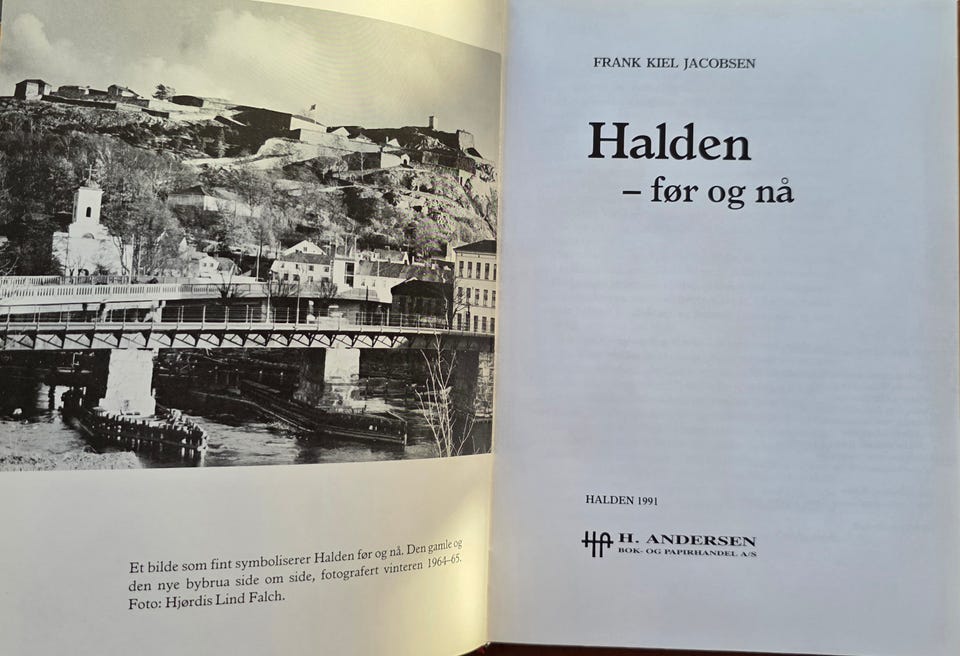 Et bilde som fint symboliserer Halden før og nå. Den gamle og
den nye bybrua side om side, fotografert vinteren 1964-65.
Foto: Hjørdis Lind Falch.
FRANK KIEL JACOBSEN
Halden
– før og nå
HALDEN 1991
HA H. ANDERSEN
BOK- OG PAPIRHANDEL A/S